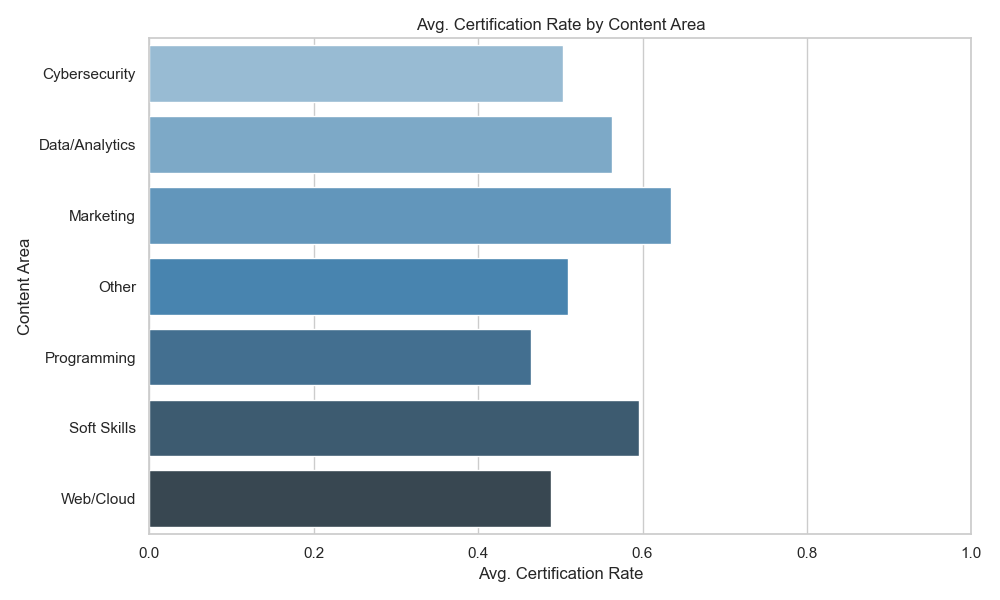 Avg. Certification Rate by Content Area
Content Area
Cybersecurity
Data/Analytics
Marketing
Other
Programming
Soft Skills
Web/Cloud
0.0 0.2 0.4 0.6 0.8 1.0
Avg. Certification Rate